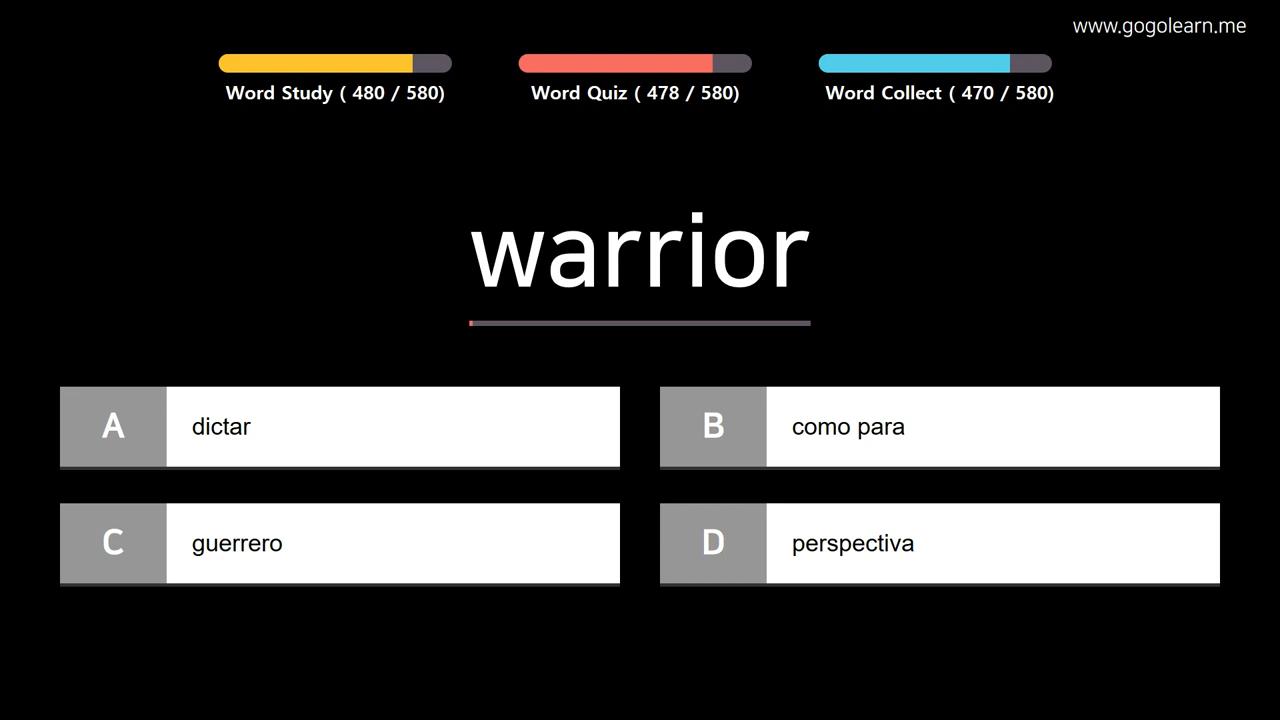 www.gogolearn.me
Word Study ( 480 / 580)
Word Quiz ( 478 / 580)
Word Collect ( 470 / 580)
warrior
A dictar
B como para
C guerrero
D perspectiva